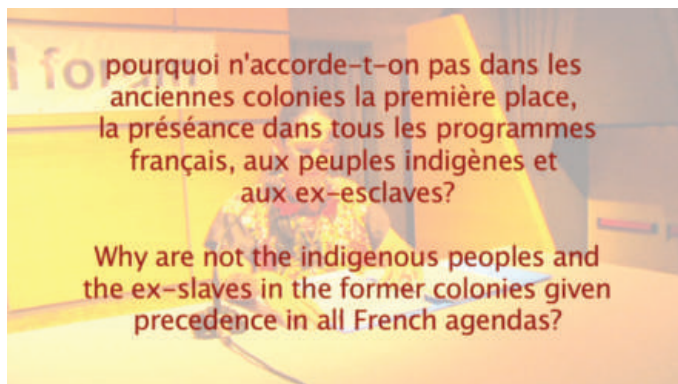 l forum
pourquoi n'accorde-t-on pas dans les
anciennes colonies la première place,
la préséance dans tous les programmes
français, aux peuples indigènes et
aux ex-esclaves?
Why are not the indigenous peoples and
the ex-slaves in the former colonies given
precedence in all French agendas?